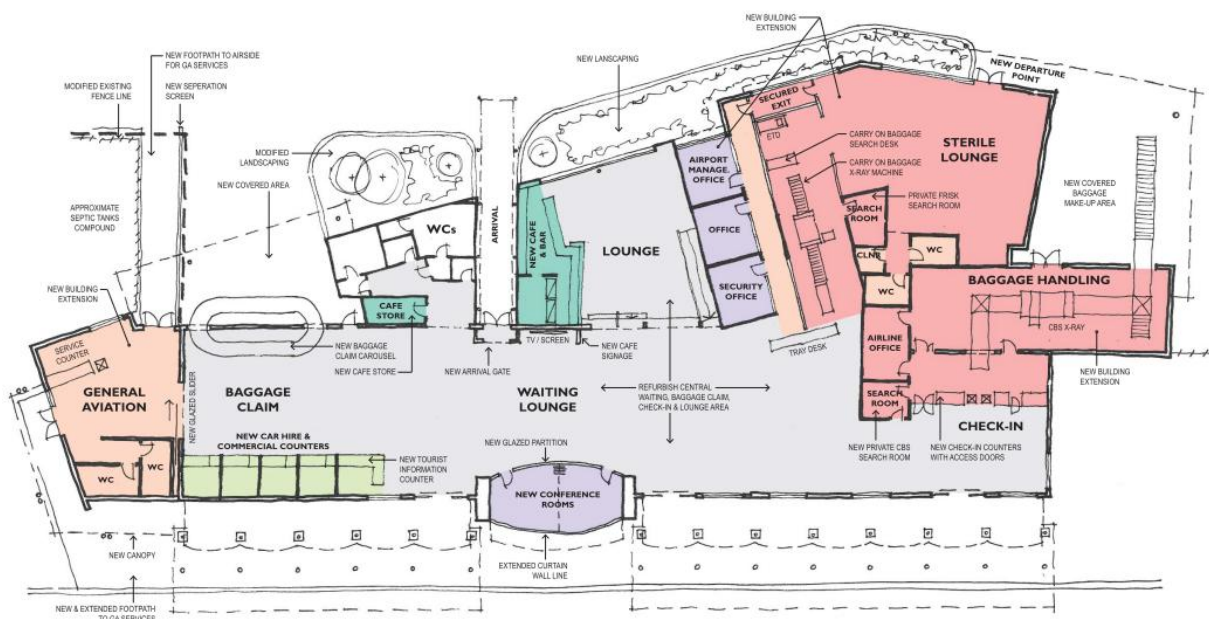 NEW BUILDING
EXTENSION
NEW FOOTPATH TO AIRSIDE
FOR GA SERVICES
NEW LANSCAPING
NEW DEPARTURE
POINT
MODIFIED EXISTING
FENCE LINE
NEW SEPERATION
SCREEN
SECURED
EXIT
ETD
CARRY ON BAGGAGE
SEARCH DESK
STERILE
LOUNGE
MODIFIED
LANDSCAPING
AIRPORT
MANAGE.
OFFICE
CARRY ON BAGGAGE
X-RAY MACHINE
NEW COVERED AREA
PRIVATE FRISK
SEARCH ROOM
NEW COVERED
BAGGAGE
MAKE-UP AREA
APPROXIMATE
SEPTIC TANKS
COMPOUND
WCs
ARRIVAL
NEW CAFE
& BAR
LOUNGE
OFFICE
SEARCH
ROOM
CLNR
WC
WC
SECURITY
OFFICE
BAGGAGE HANDLING
NEW BUILDING
EXTENSION
CAFE
STORE
CBS X-RAY
SERVICE
COUNTER
NEW BAGGAGE
CLAIM CAROUSEL
TV / SCREEN
NEW CAFE
SIGNAGE
TRAY DESK
AIRLINE
OFFICE
NEW CAFE STORE
NEW ARRIVAL GATE
NEW BUILDING
EXTENSION
GENERAL
AVIATION
NEW GLAZED SLIDER
BAGGAGE
CLAIM
WAITING
LOUNGE
REFURBISH CENTRAL
WAITING, BAGGAGE CLAIM,
CHECK-IN & LOUNGE AREA
SEARCH
ROOM
CHECK-IN
NEW CAR HIRE &
COMMERCIAL COUNTERS
NEW GLAZED PARTITION
NEW PRIVATE CBS
SEARCH ROOM
NEW CHECK-IN COUNTERS
WITH ACCESS DOORS
NEW TOURIST
INFORMATION
COUNTER
WC
WC
NEW CONFERENCE
ROOMS
NEW CANOPY
EXTENDED CURTAIN
WALL LINE
NEW & EXTENDED FOOTPATH
TO GA SERVICES